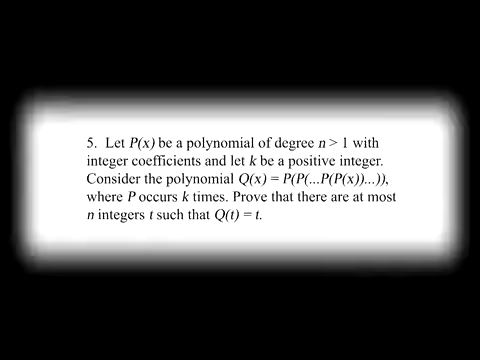 5. Let P(x) be a polynomial of degree n > 1 with
integer coefficients and let k be a positive integer.
Consider the polynomial Q(x) = P(P(...P(P(x))...)),
where P occurs k times. Prove that there are at most
n integers t such that Q(t) = t.